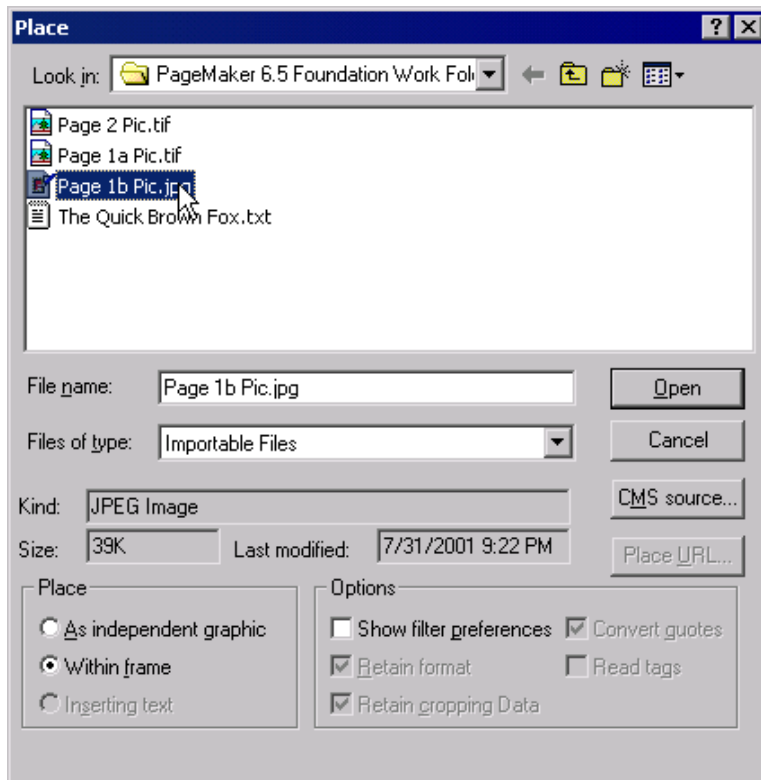 Place
Look in: PageMaker 6.5 Foundation Work Fol
Page 2 Pic.tif
Page 1a Pic.tif
Page 1b Pic.jpg
The Quick Brown Fox.txt
File name: Page 1b Pic.jpg Open
Files of type: Importable Files Cancel
Kind: JPEG Image CMS source...
Size: 39K Last modified: 7/31/2001 9:22 PM Place URL...
Place Options
As independent graphic Show filter preferences Convert quotes
Within frame Retain format Read tags
Inserting text Retain cropping Data